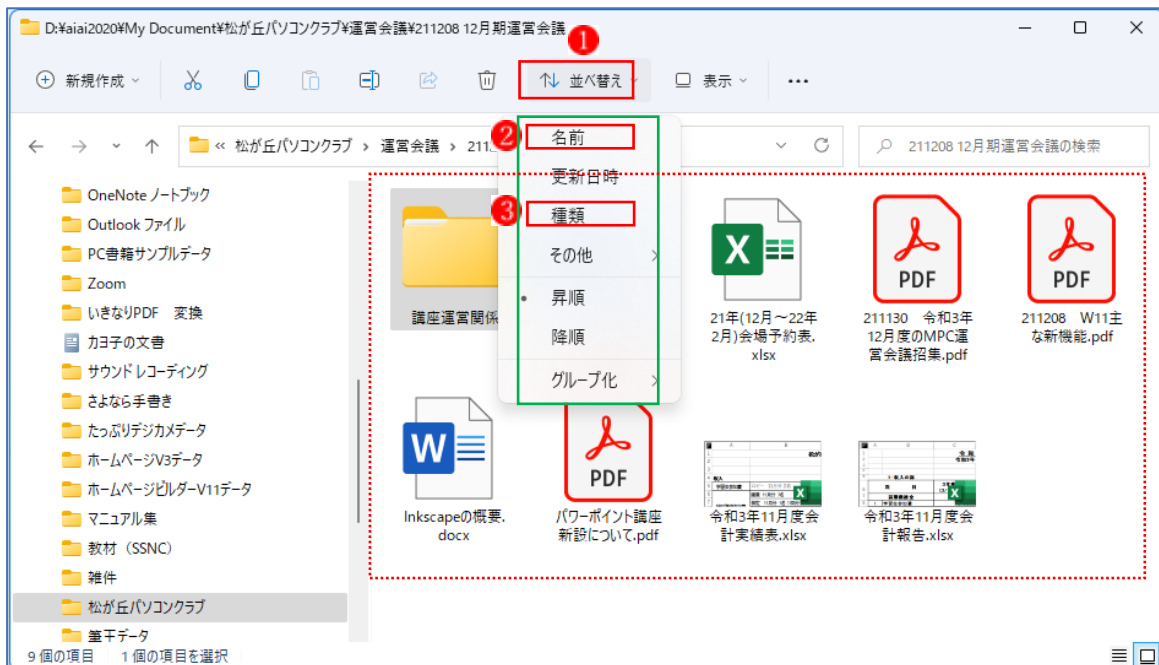 D:¥aiai2020¥My Document¥松が丘パソコンクラブ¥運営会議¥211208 12月期運営会議
1
新規作成
並べ替え
表示
« 松が丘パソコンクラブ › 運営会議 ›
211208 12月期運営会議の検索
2
名前
更新日時
3
種類
その他
昇順
降順
グループ化
OneNote ノートブック
Outlook ファイル
PC書籍サンプルデータ
Zoom
いきなりPDF 変換
カヨ子の文書
サウンド レコーディング
さよなら手書き
たっぷりデジカメデータ
ホームページV3データ
ホームページビルダーV11データ
マニュアル集
教材（SSNC）
雑件
松が丘パソコンクラブ
筆王データ
講座運営関係
X
21年(12月～22年
2月)会場予約表.
xlsx
PDF
211130 令和3年
12月度のMPC運
営会議招集.pdf
PDF
211208 W11主
な新機能.pdf
W
Inkscapeの概要.
docx
PDF
パワーポイント講座
新設について.pdf
令和3年11月度会
計実績表.xlsx
令和3年11月度会
計報告.xlsx
9 個の項目 1 個の項目を選択